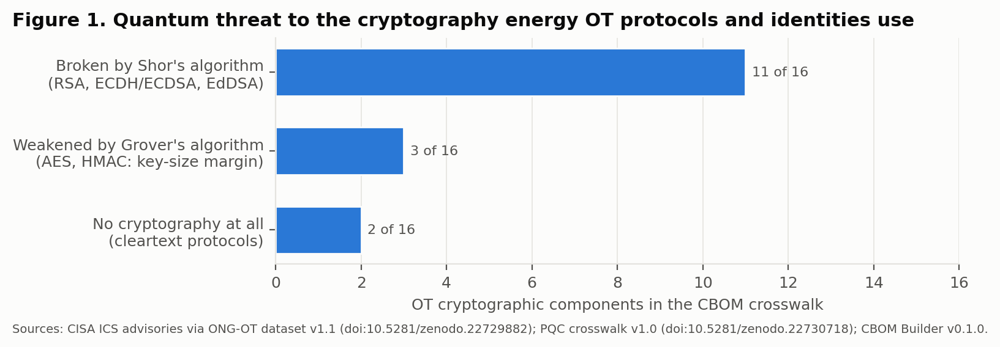 Figure 1. Quantum threat to the cryptography energy OT protocols and identities use
Broken by Shor's algorithm
(RSA, ECDH/ECDSA, EdDSA)
11 of 16
Weakened by Grover's algorithm
(AES, HMAC: key-size margin)
3 of 16
No cryptography at all
(cleartext protocols)
2 of 16
0 2 4 6 8 10 12 14 16
OT cryptographic components in the CBOM crosswalk
Sources: CISA ICS advisories via ONG-OT dataset v1.1 (doi:10.5281/zenodo.22729882); PQC crosswalk v1.0 (doi:10.5281/zenodo.22730718); CBOM Builder v0.1.0.